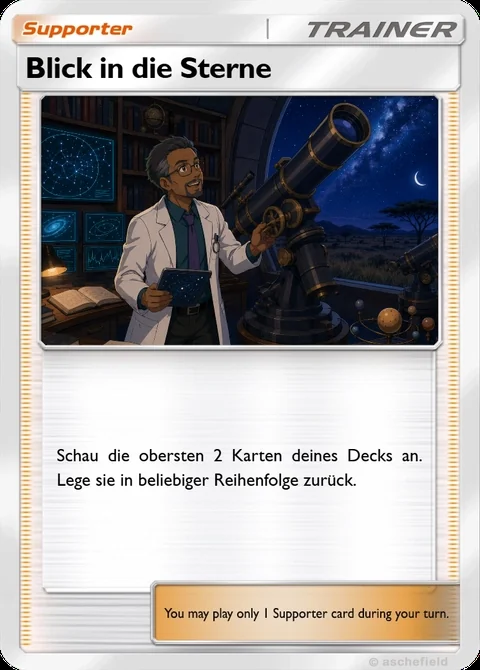 Supporter
TRAINER
Blick in die Sterne
Schau die obersten 2 Karten deines Decks an.
Lege sie in beliebiger Reihenfolge zurück.
You may play only 1 Supporter card during your turn.
© aschefield